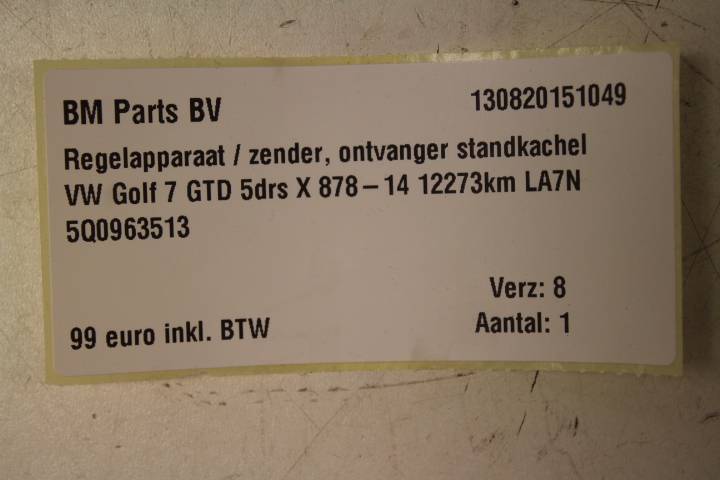 BM Parts BV 130820151049
Regelapparaat / zender, ontvanger standkachel
VW Golf 7 GTD 5drs X 878 – 14 12273km LA7N
5Q0963513
Verz: 8
99 euro inkl. BTW Aantal: 1